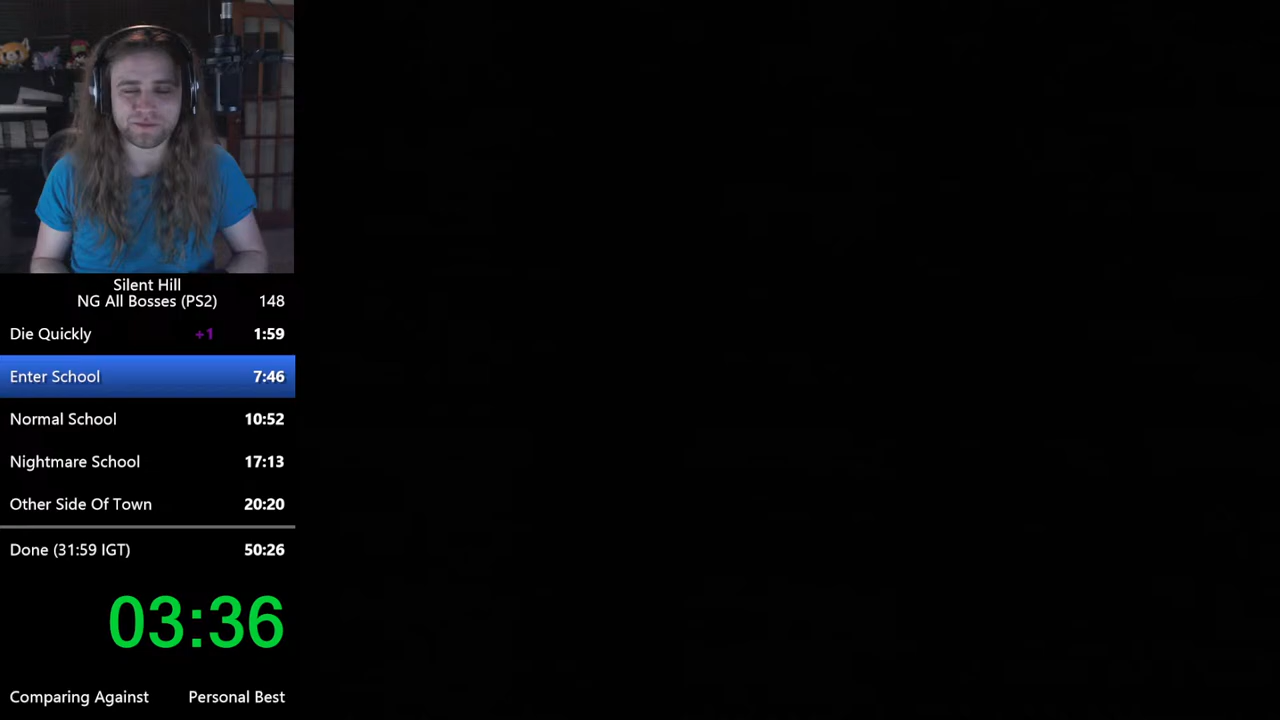 Silent Hill
NG All Bosses (PS2) 148
Die Quickly +1 1:59
Enter School 7:46
Normal School 10:52
Nightmare School 17:13
Other Side Of Town 20:20
Done (31:59 IGT) 50:26
03:36
Comparing Against Personal Best